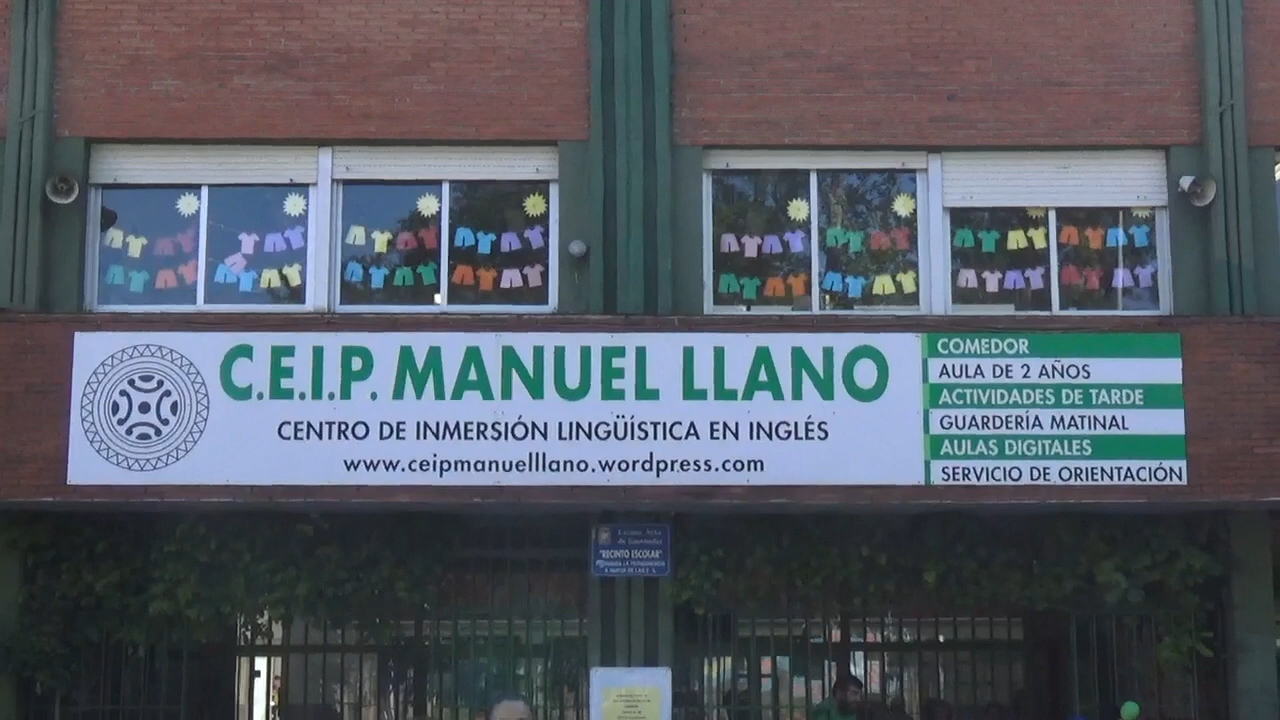 C.E.I.P. MANUEL LLANO
CENTRO DE INMERSIÓN LINGÜÍSTICA EN INGLÉS
www.ceipmanuelllano.wordpress.com
COMEDOR
AULA DE 2 AÑOS
ACTIVIDADES DE TARDE
GUARDERÍA MATINAL
AULAS DIGITALES
SERVICIO DE ORIENTACIÓN
"RECINTO ESCOLAR"